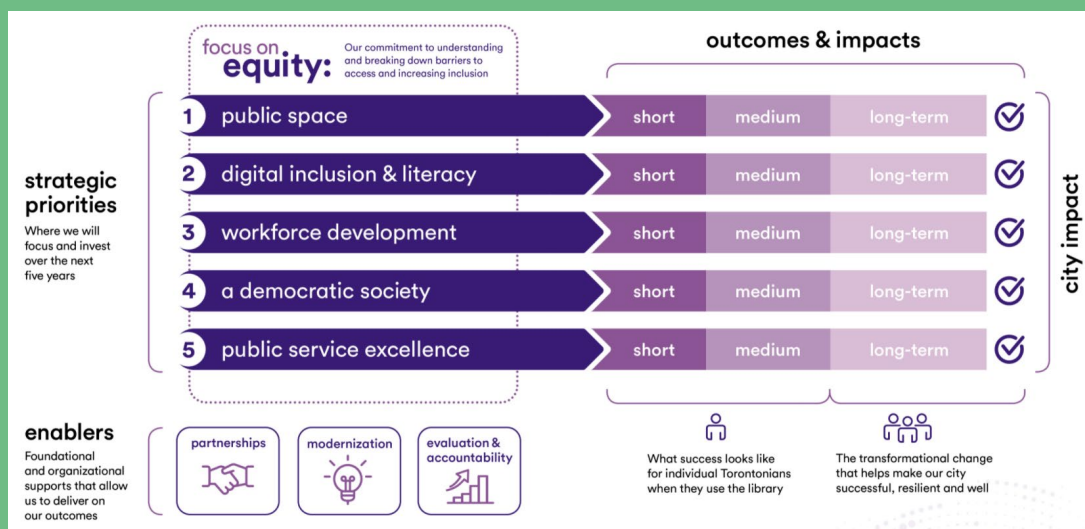 focus on
equity:
Our commitment to understanding
and breaking down barriers to
access and increasing inclusion
outcomes & impacts
strategic
priorities
Where we will
focus and invest
over the next
five years
1 public space short medium long-term
2 digital inclusion & literacy short medium long-term
3 workforce development short medium long-term
4 a democratic society short medium long-term
5 public service excellence short medium long-term
city impact
enablers
Foundational
and organizational
supports that allow
us to deliver on
our outcomes
partnerships
modernization
evaluation &
accountability
What success looks like
for individual Torontonians
when they use the library
The transformational change
that helps make our city
successful, resilient and well